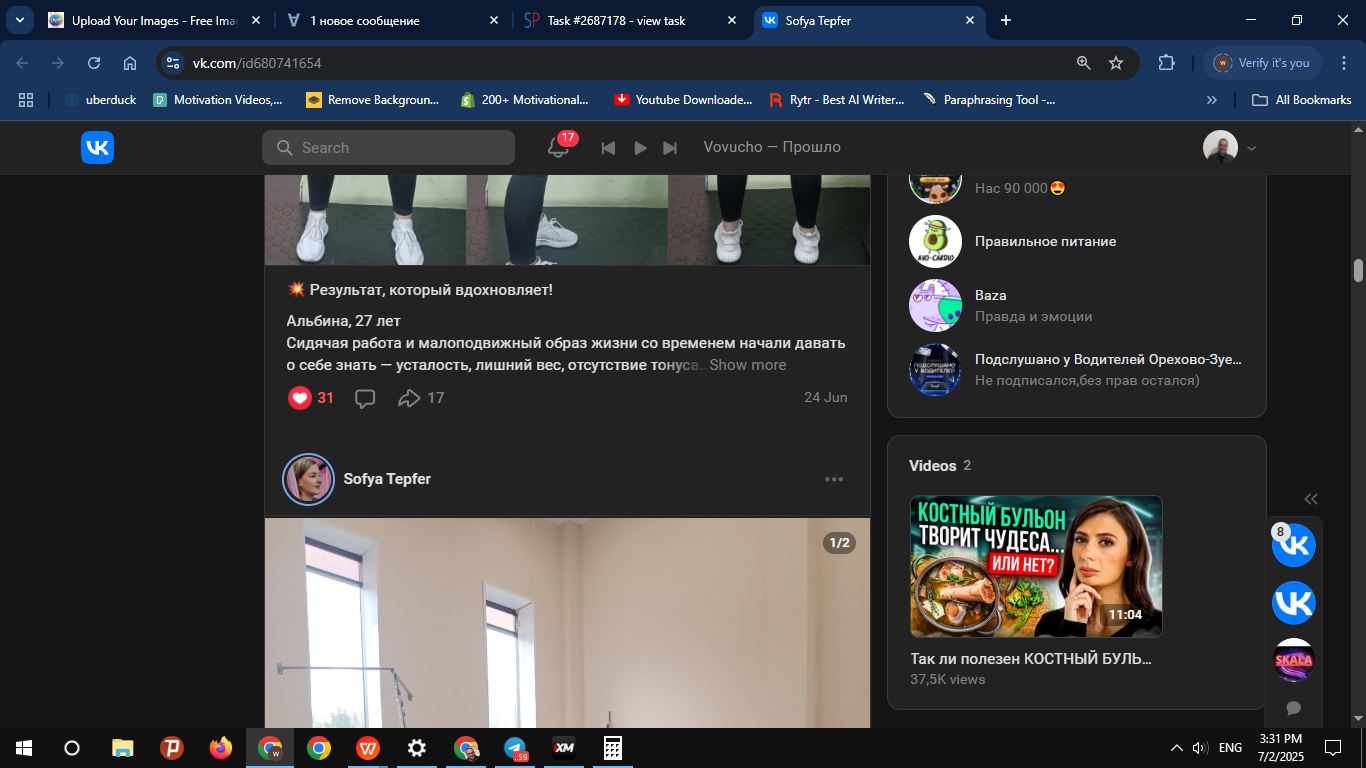 Upload Your Images - Free Imag
1 новое сообщение
Task #2687178 - view task
Sofya Tepfer
vk.com/id680741654
Verify it's you
uberduck
Motivation Videos,...
Remove Backgroun...
200+ Motivational...
Youtube Downloade...
Rytr - Best AI Writer...
Paraphrasing Tool -...
All Bookmarks
Search
17
Vovucho — Прошло
💥 Результат, который вдохновляет!
Альбина, 27 лет
Сидячая работа и малоподвижный образ жизни со временем начали давать
о себе знать — усталость, лишний вес, отсутствие тонуса.. Show more
31
17
24 Jun
Sofya Tepfer
1/2
Нас 90 000😍
AVO-CARDIO
Правильное питание
Baza
Правда и эмоции
ПОДСЛУШАНО
У ВОДИТЕЛЕЙ
Подслушано у Водителей Орехово-Зуе...
Не подписался,без прав остался)
Videos 2
КОСТНЫЙ БУЛЬОН
ТВОРИТ ЧУДЕСА...
ИЛИ НЕТ?
11:04
Так ли полезен КОСТНЫЙ БУЛЬ...
37,5K views
8
SKALA
59
XM
ENG
3:31 PM
7/2/2025